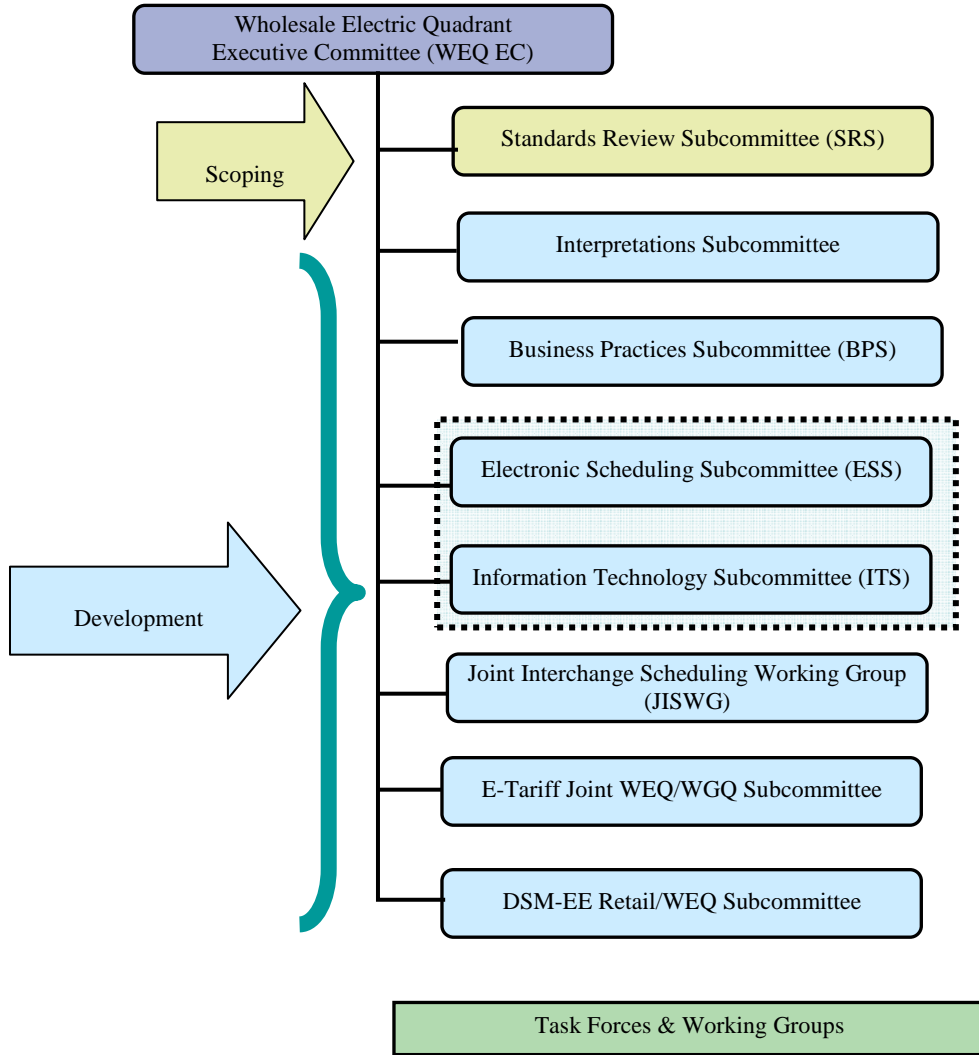 Wholesale Electric Quadrant
Executive Committee (WEQ EC)
Standards Review Subcommittee (SRS)
Scoping
Interpretations Subcommittee
Business Practices Subcommittee (BPS)
Electronic Scheduling Subcommittee (ESS)
Information Technology Subcommittee (ITS)
Development
Joint Interchange Scheduling Working Group
(JISWG)
E-Tariff Joint WEQ/WGQ Subcommittee
DSM-EE Retail/WEQ Subcommittee
Task Forces & Working Groups